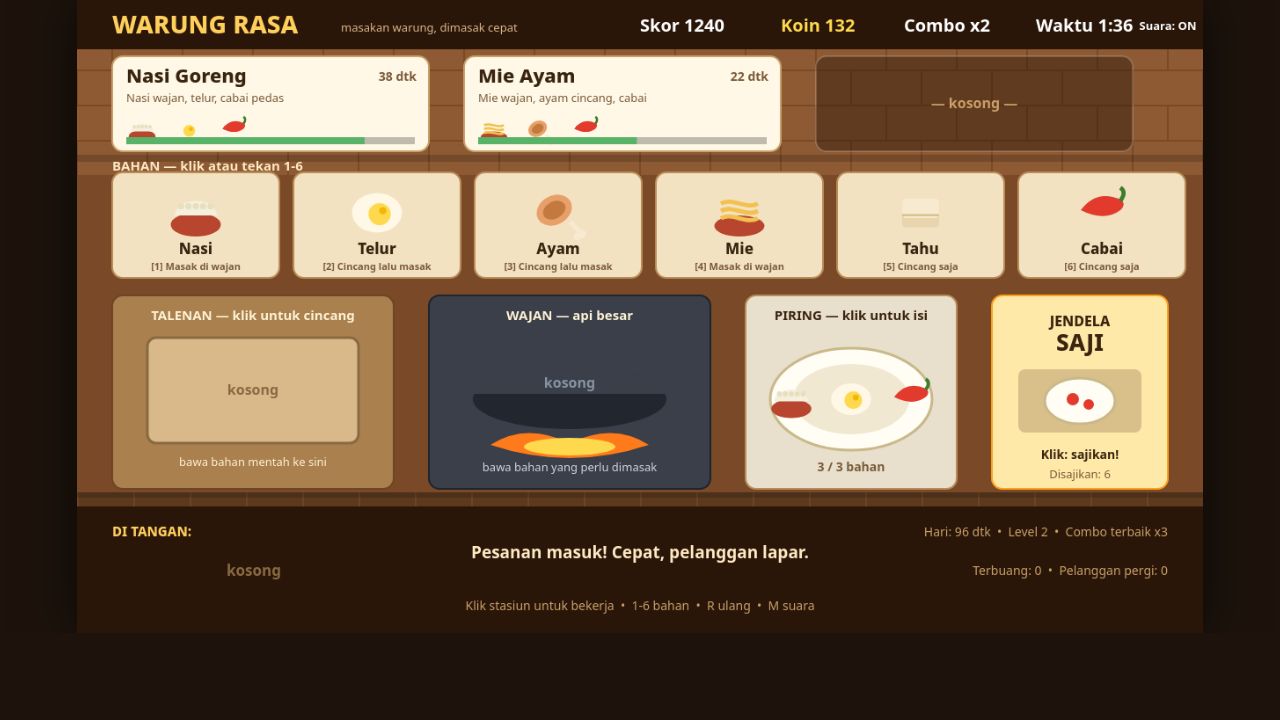 WARUNG RASA
masakan warung, dimasak cepat
Skor 1240
Koin 132
Combo x2
Waktu 1:36
Suara: ON
Nasi Goreng
38 dtk
Nasi wajan, telur, cabai pedas
Mie Ayam
22 dtk
Mie wajan, ayam cincang, cabai
— kosong —
BAHAN — klik atau tekan 1-6
Nasi
[1] Masak di wajan
Telur
[2] Cincang lalu masak
Ayam
[3] Cincang lalu masak
Mie
[4] Masak di wajan
Tahu
[5] Cincang saja
Cabai
[6] Cincang saja
TALENAN — klik untuk cincang
kosong
bawa bahan mentah ke sini
WAJAN — api besar
kosong
bawa bahan yang perlu dimasak
PIRING — klik untuk isi
3 / 3 bahan
JENDELA
SAJI
Klik: sajikan!
Disajikan: 6
DI TANGAN:
kosong
Pesanan masuk! Cepat, pelanggan lapar.
Klik stasiun untuk bekerja • 1-6 bahan • R ulang • M suara
Hari: 96 dtk • Level 2 • Combo terbaik x3
Terbuang: 0 • Pelanggan pergi: 0